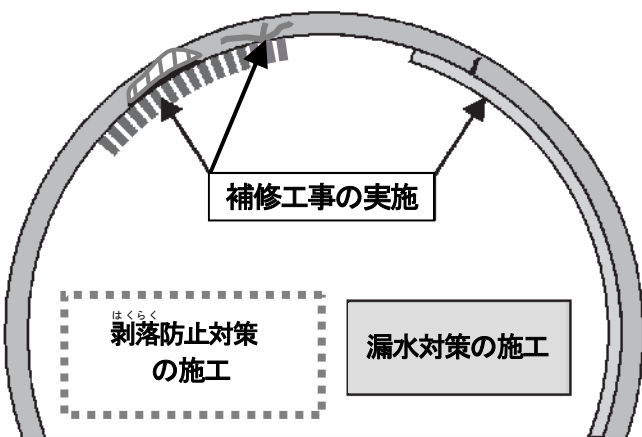 補修工事の実施
はくらく
剥落防止対策
の施工
漏水対策の施工